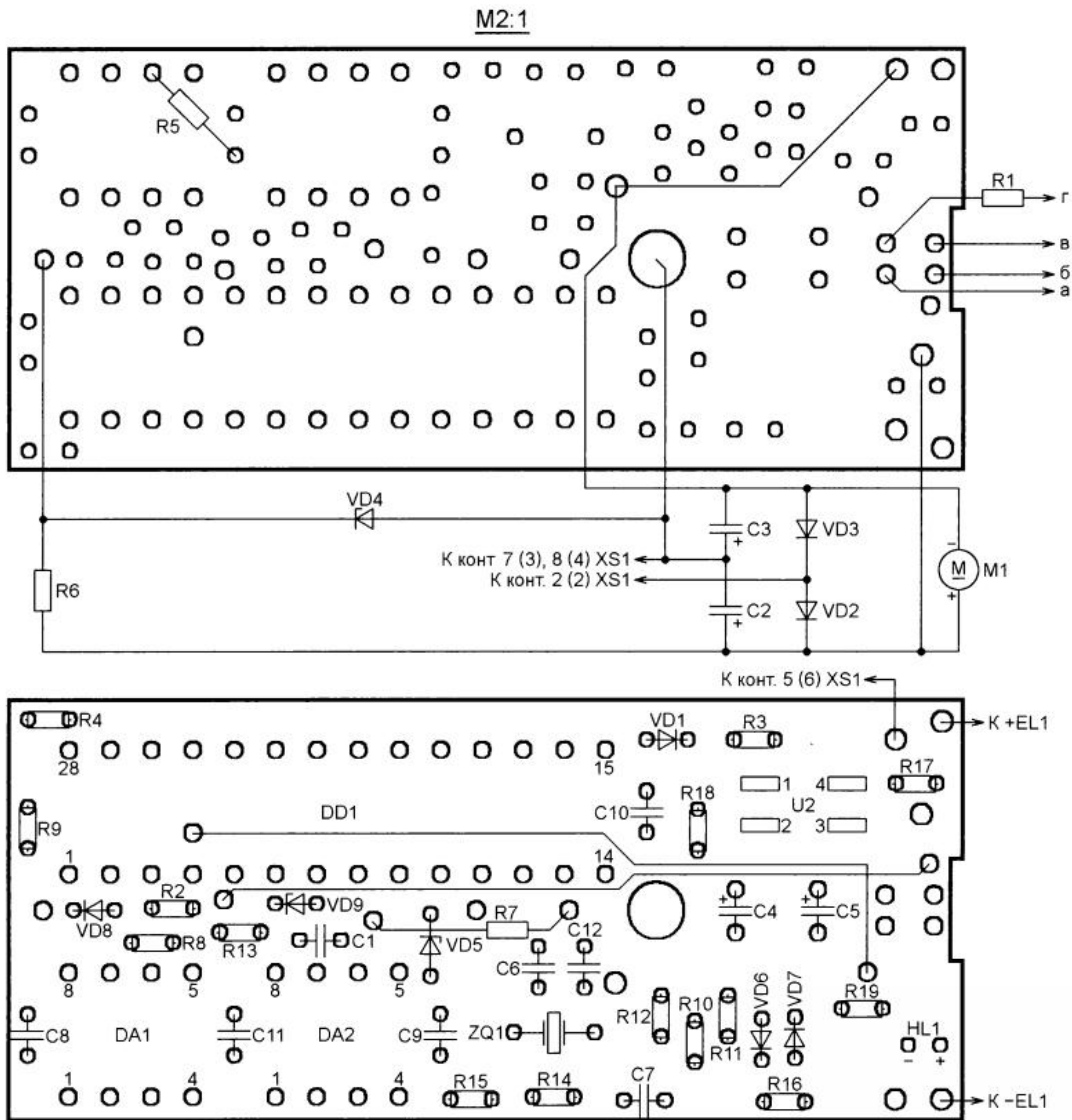 М2:1
R5
R1
г
в
б
а
VD4
C3
+
VD3
−
К конт. 7 (3), 8 (4) XS1
К конт. 2 (2) XS1
M
M1
R6
C2
+
VD2
+
К конт. 5 (6) XS1
R4
VD1
R3
К +EL1
28
15
1
4
R17
R18
U2
C10
R9
DD1
2
3
1
14
R2
VD9
R7
+
C4
+
C5
VD8
R8
R13
C1
VD5
C12
C6
8
5
8
5
VD6
VD7
R12
R10
R19
C8
DA1
C11
DA2
C9
ZQ1
R11
HL1
−
+
1
4
1
4
R15
R14
C7
R16
К −EL1